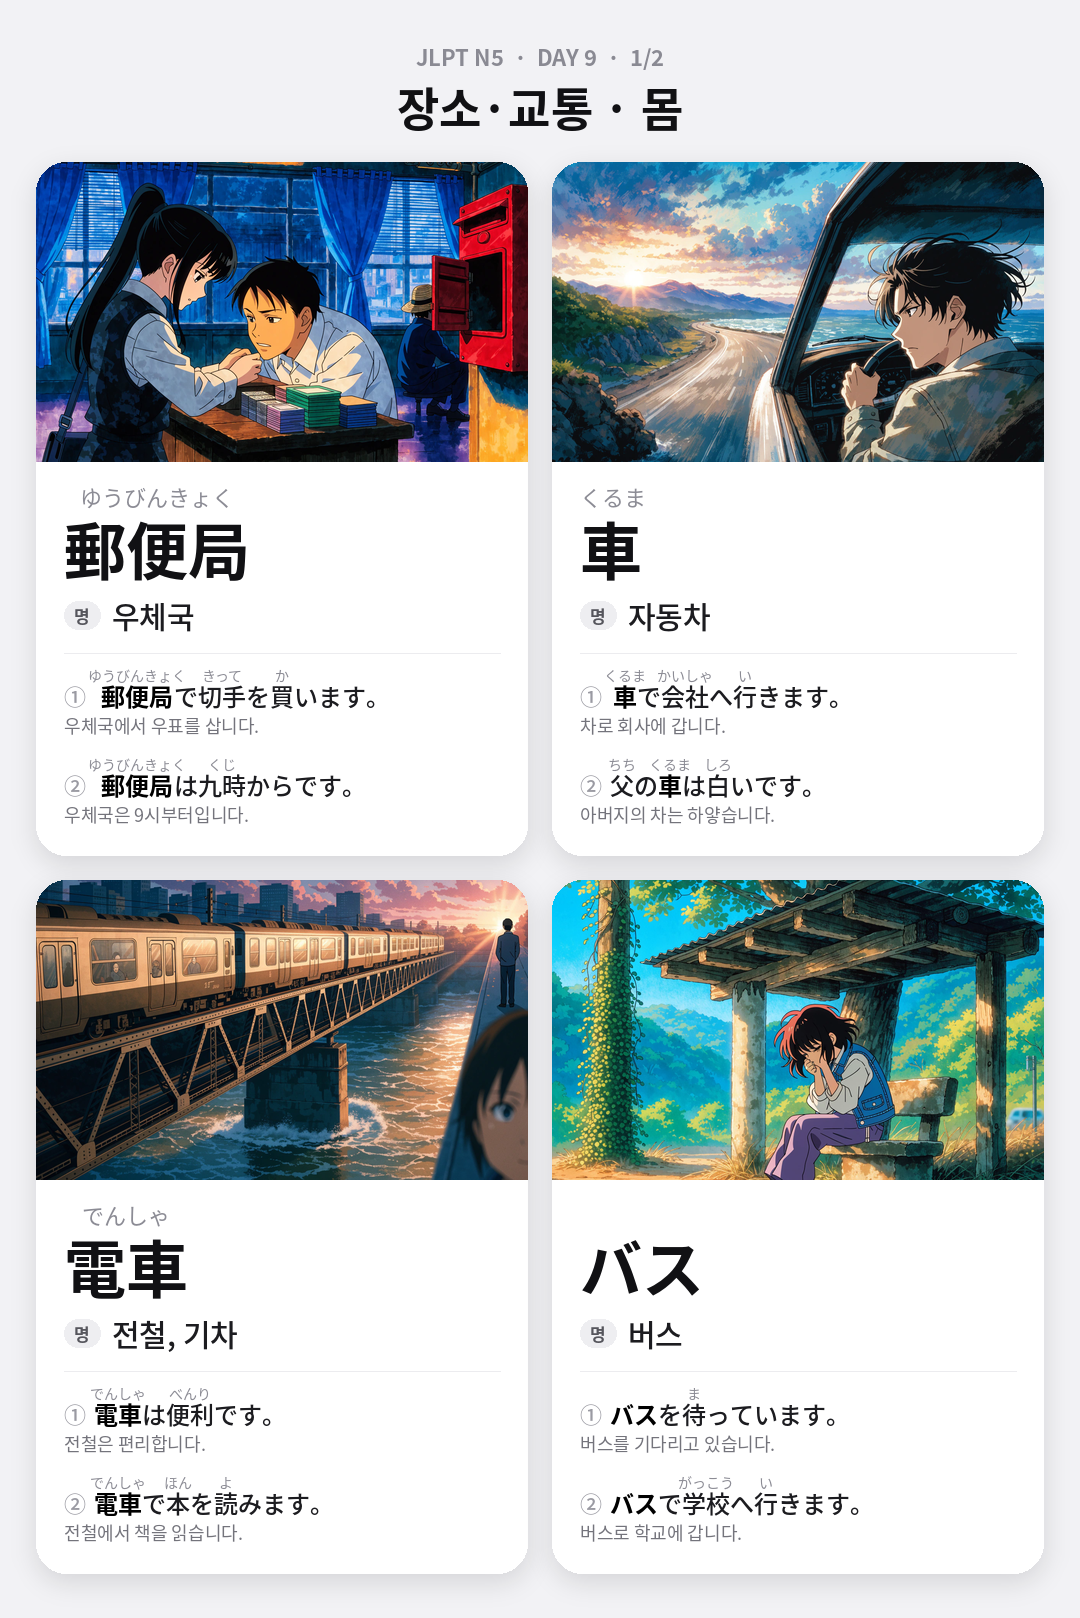 JLPT N5 · DAY 9 · 1/2
장소·교통 · 몸
ゆうびんきょく
郵便局
명 우체국
ゆうびんきょく きって か
① 郵便局で切手を買います。
우체국에서 우표를 삽니다.
ゆうびんきょく くじ
② 郵便局は九時からです。
우체국은 9시부터입니다.
くるま
車
명 자동차
くるま かいしゃ い
① 車で会社へ行きます。
차로 회사에 갑니다.
ちち くるま しろ
② 父の車は白いです。
아버지의 차는 하얗습니다.
でんしゃ
電車
명 전철, 기차
でんしゃ べんり
① 電車は便利です。
전철은 편리합니다.
でんしゃ ほん よ
② 電車で本を読みます。
전철에서 책을 읽습니다.
バス
명 버스
ま
① バスを待っています。
버스를 기다리고 있습니다.
がっこう い
② バスで学校へ行きます。
버스로 학교에 갑니다.